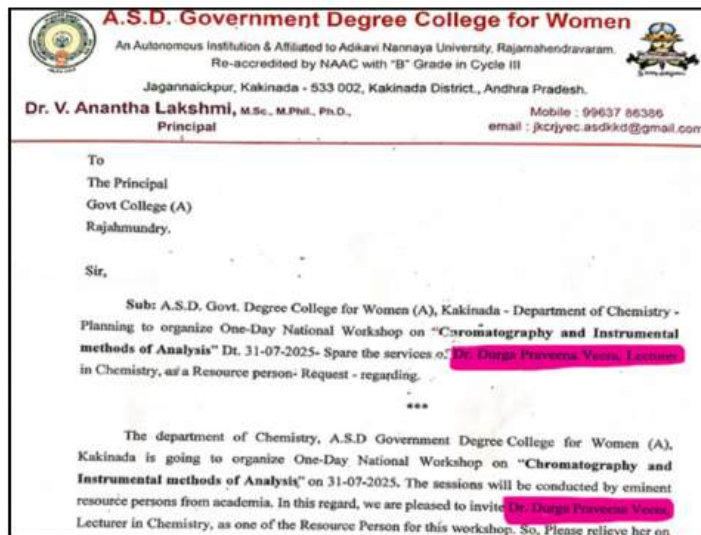 A.S.D. Government Degree College for Women
An Autonomous Institution & Affiliated to Adikavi Nannaya University, Rajamahendravaram.
Re-accredited by NAAC with "B" Grade in Cycle III
Jagannaickpur, Kakinada - 533 002, Kakinada District., Andhra Pradesh.
Dr. V. Anantha Lakshmi, M.Sc., M.Phil., Ph.D.,
Principal
Mobile : 99637 86386
email : jkcrjyec.asdkkd@gmail.com
To
The Principal
Govt College (A)
Rajahmundry.
Sir,
Sub: A.S.D. Govt. Degree College for Women (A), Kakinada - Department of Chemistry -
Planning to organize One-Day National Workshop on "Chromatography and Instrumental
methods of Analysis" Dt. 31-07-2025- Spare the services of Dr. Durga Praveena Veera, Lecturer
in Chemistry, as a Resource person- Request - regarding.
***
The department of Chemistry, A.S.D Government Degree College for Women (A),
Kakinada is going to organize One-Day National Workshop on "Chromatography and
Instrumental methods of Analysis" on 31-07-2025. The sessions will be conducted by eminent
resource persons from academia. In this regard, we are pleased to invite Dr. Durga Praveena Veera,
Lecturer in Chemistry, as one of the Resource Person for this workshop. So, Please relieve her on